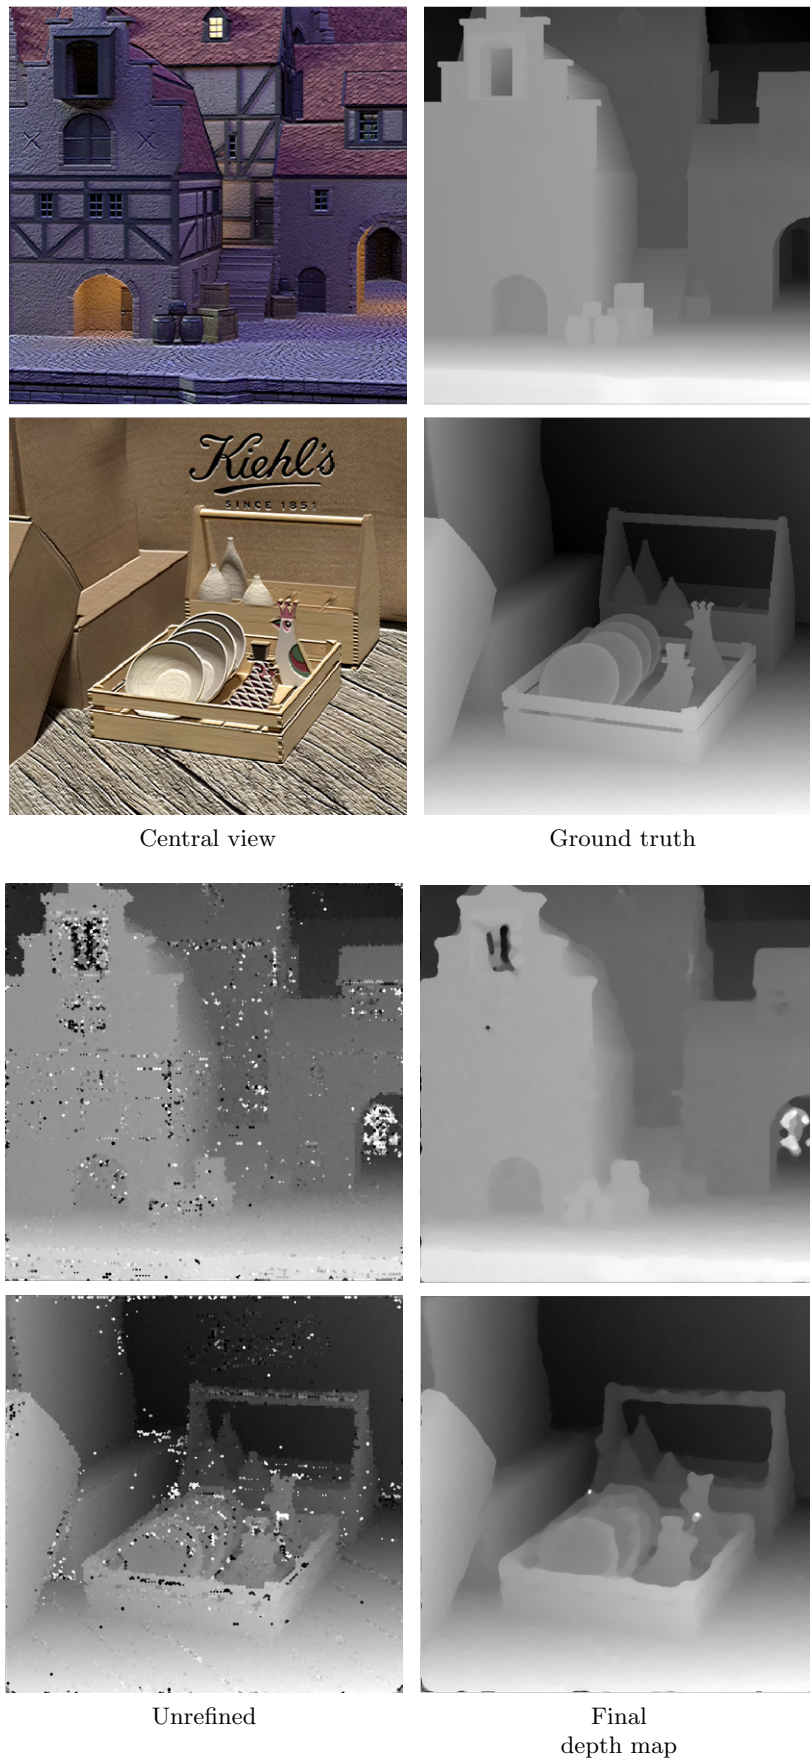 Kiehl's
SINCE 1851
Central view
Ground truth
Unrefined
Final
depth map